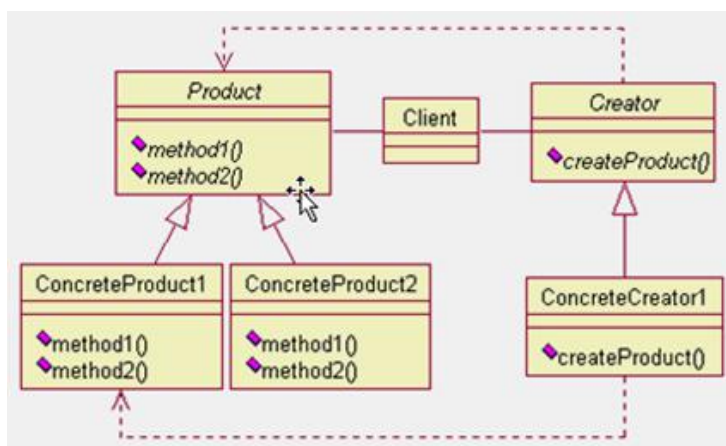 Product
method1()
method2()
Client
Creator
createProduct()
ConcreteProduct1
method1()
method2()
ConcreteProduct2
method1()
method2()
ConcreteCreator1
createProduct()